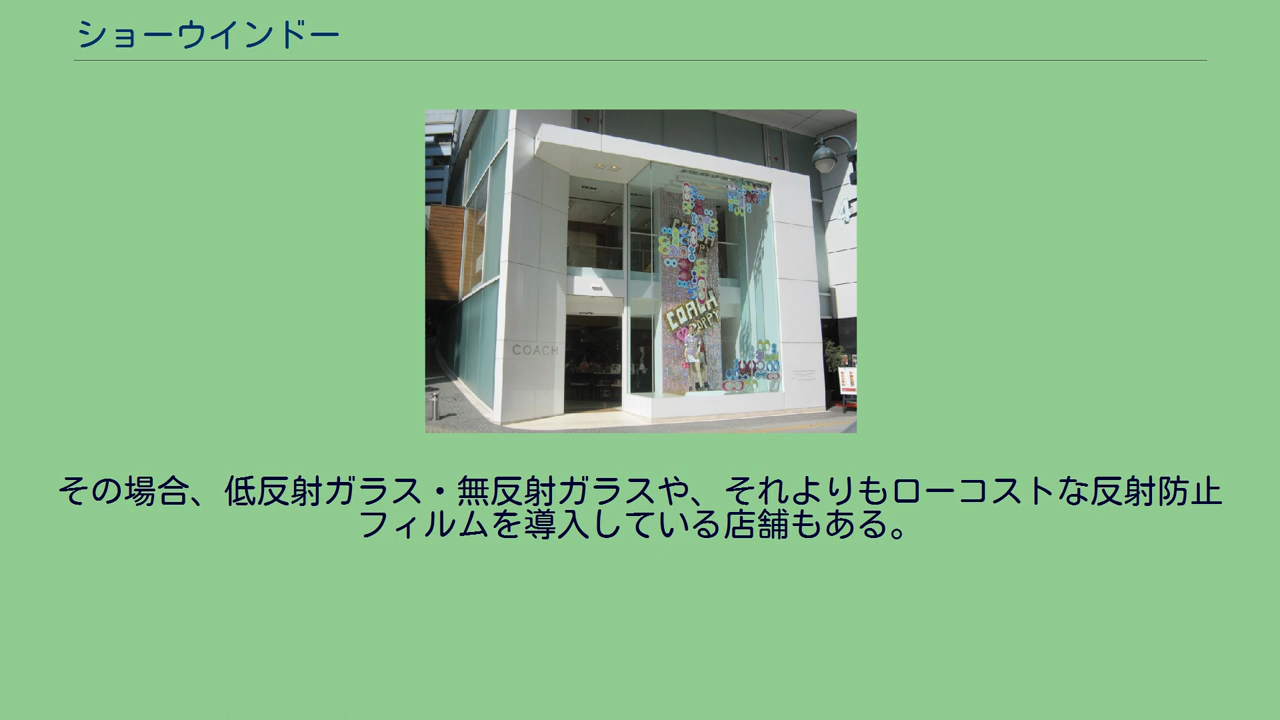 ショーウインドー
COACH
COACH
POPPY
その場合、低反射ガラス・無反射ガラスや、それよりもローコストな反射防止
フィルムを導入している店舗もある。